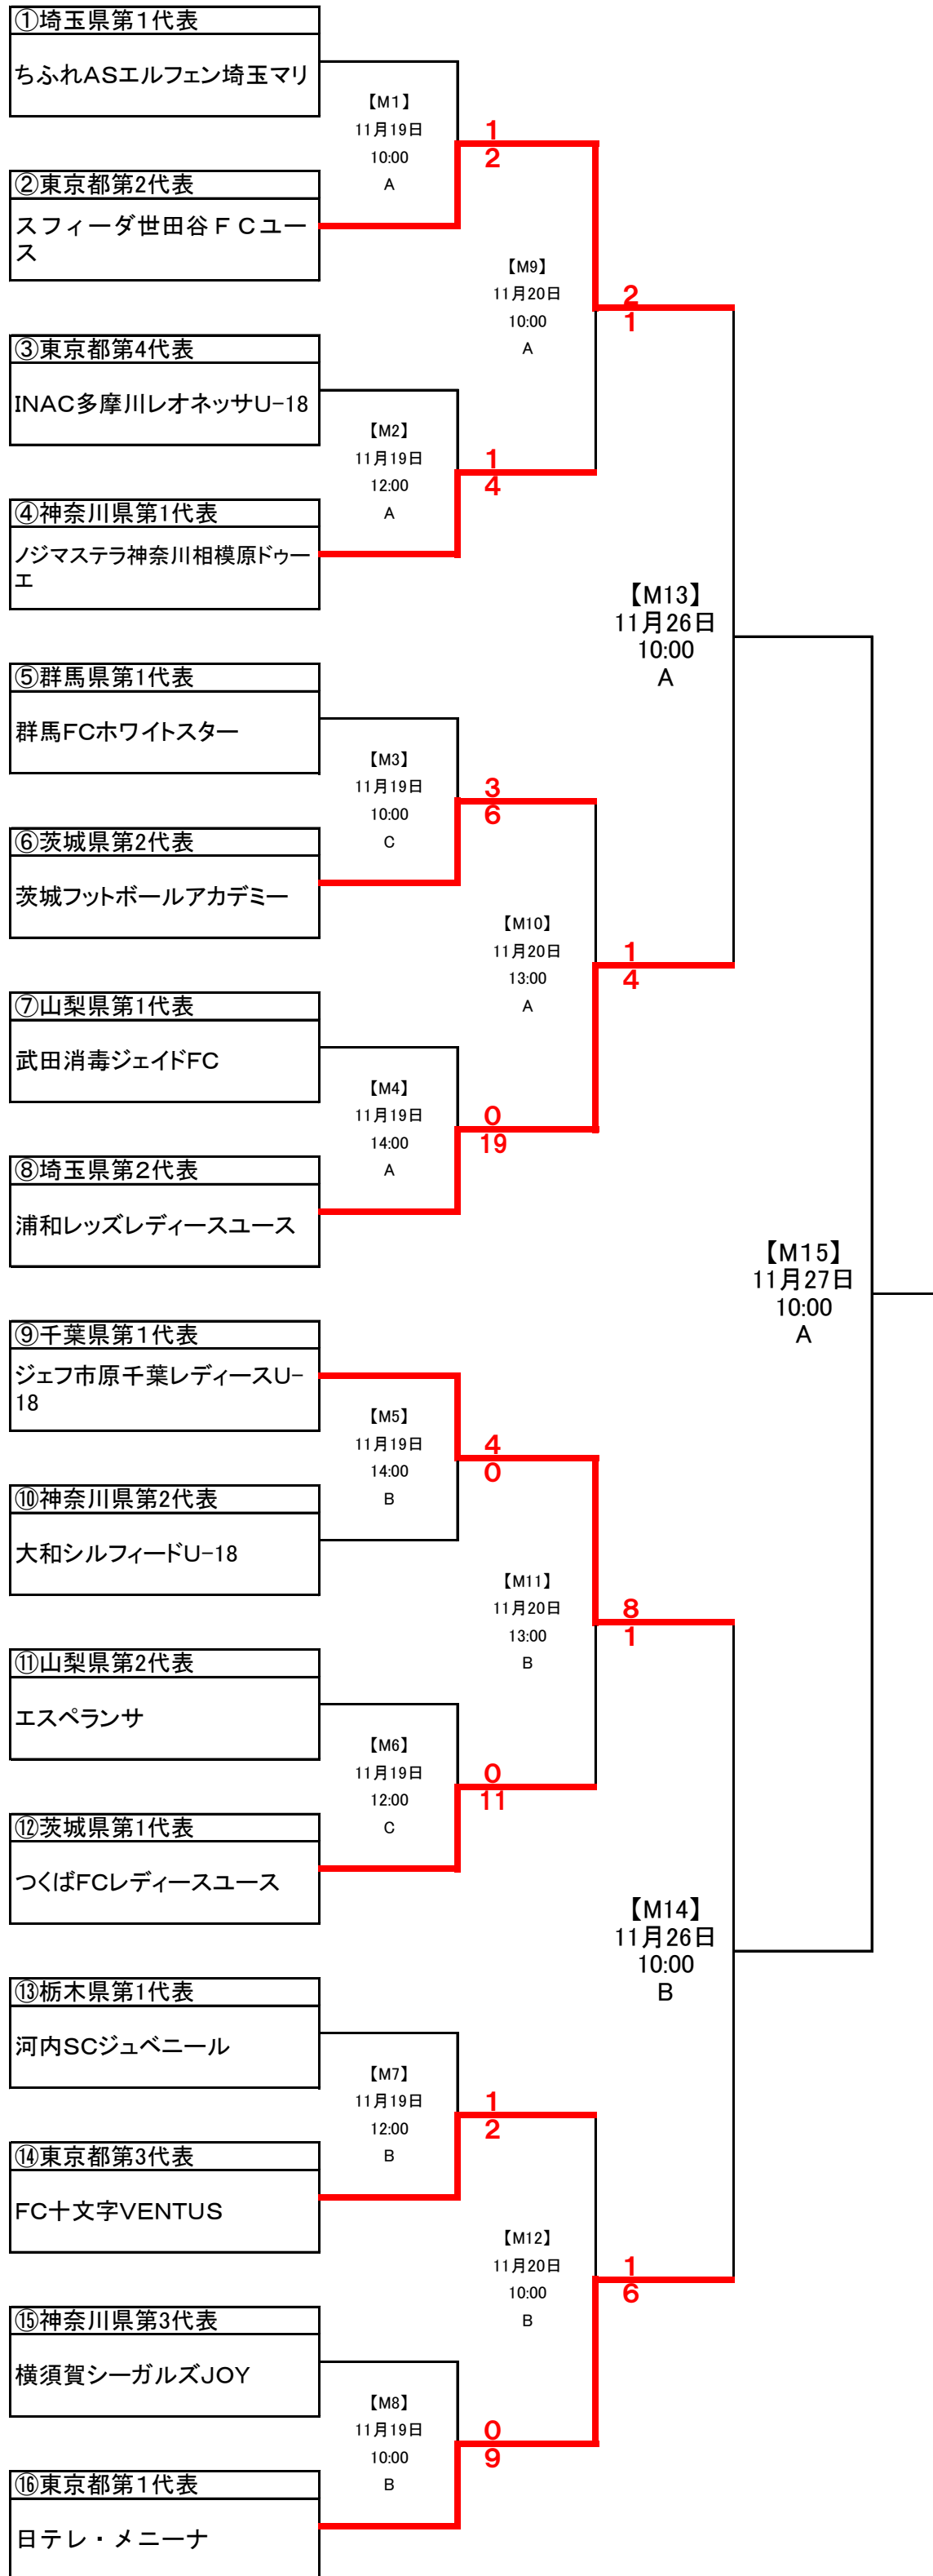 ①埼玉県第1代表
ちふれASエルフェン埼玉マリ
【M1】
11月19日
10:00
A
1
2
②東京都第2代表
スフィーダ世田谷FCユー
ス
【M9】
11月20日
10:00
A
2
1
③東京都第4代表
INAC多摩川レオネッサU-18
【M2】
11月19日
12:00
A
1
4
④神奈川県第1代表
ノジマステラ神奈川相模原ドゥー
エ
【M13】
11月26日
10:00
A
⑤群馬県第1代表
群馬FCホワイトスター
【M3】
11月19日
10:00
C
3
6
⑥茨城県第2代表
茨城フットボールアカデミー
【M10】
11月20日
13:00
A
1
4
⑦山梨県第1代表
武田消毒ジェイドFC
【M4】
11月19日
14:00
A
0
19
⑧埼玉県第2代表
浦和レッズレディースユース
【M15】
11月27日
10:00
A
⑨千葉県第1代表
ジェフ市原千葉レディースU-
18
【M5】
11月19日
14:00
B
4
0
⑩神奈川県第2代表
大和シルフィードU-18
【M11】
11月20日
13:00
B
8
1
⑪山梨県第2代表
エスペランサ
【M6】
11月19日
12:00
C
0
11
⑫茨城県第1代表
つくばFCレディースユース
【M14】
11月26日
10:00
B
⑬栃木県第1代表
河内SCジュベニール
【M7】
11月19日
12:00
B
1
2
⑭東京都第3代表
FC十文字VENTUS
【M12】
11月20日
10:00
B
1
6
⑮神奈川県第3代表
横須賀シーガルズJOY
【M8】
11月19日
10:00
B
0
9
⑯東京都第1代表
日テレ・メニーナ